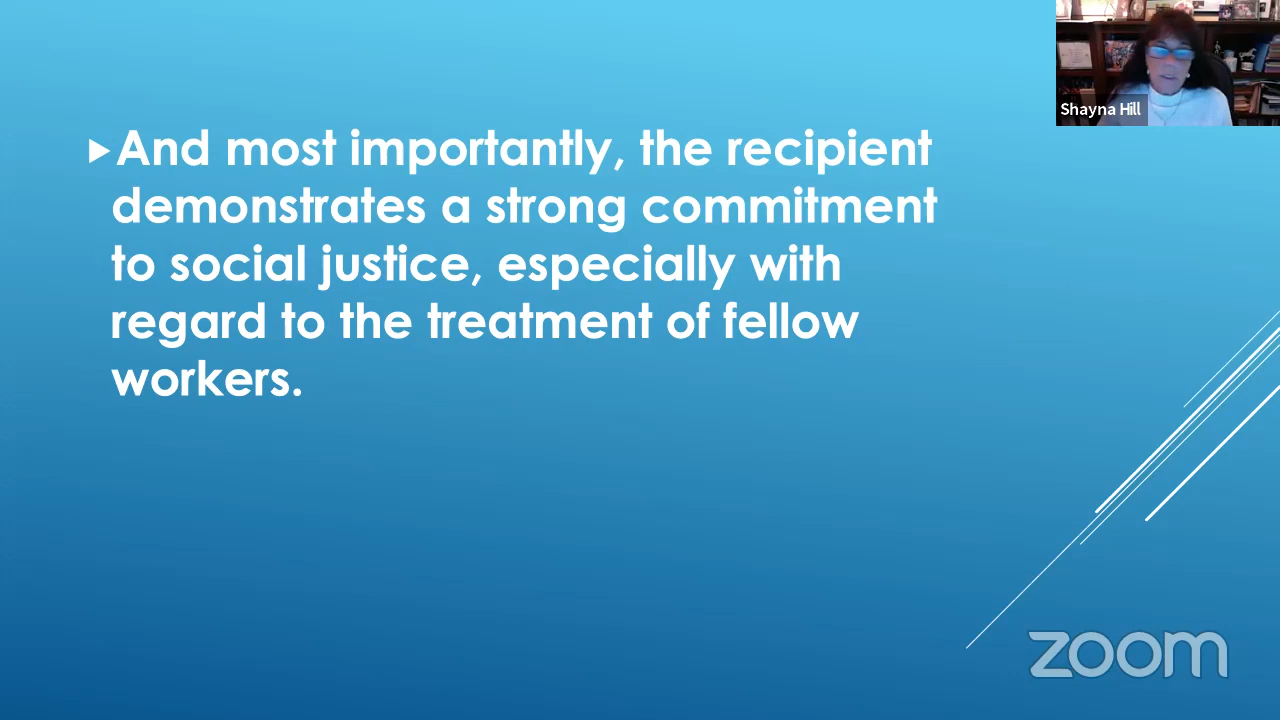 And most importantly, the recipient
demonstrates a strong commitment
to social justice, especially with
regard to the treatment of fellow
workers.
Shayna Hill
zoom